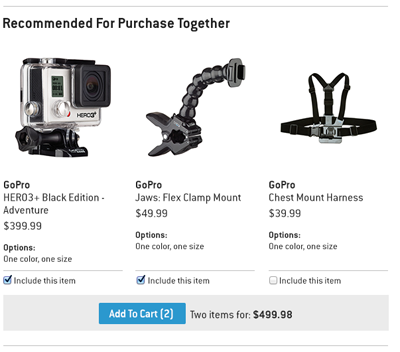 Recommended For Purchase Together
HERO3+
GoPro
HERO3+ Black Edition -
Adventure
$399.99
Options:
One color, one size
Include this item
GoPro
Jaws: Flex Clamp Mount
$49.99
Options:
One color, one size
Include this item
GoPro
Chest Mount Harness
$39.99
Options:
One color, one size
Include this item
Add To Cart (2)
Two items for: $499.98